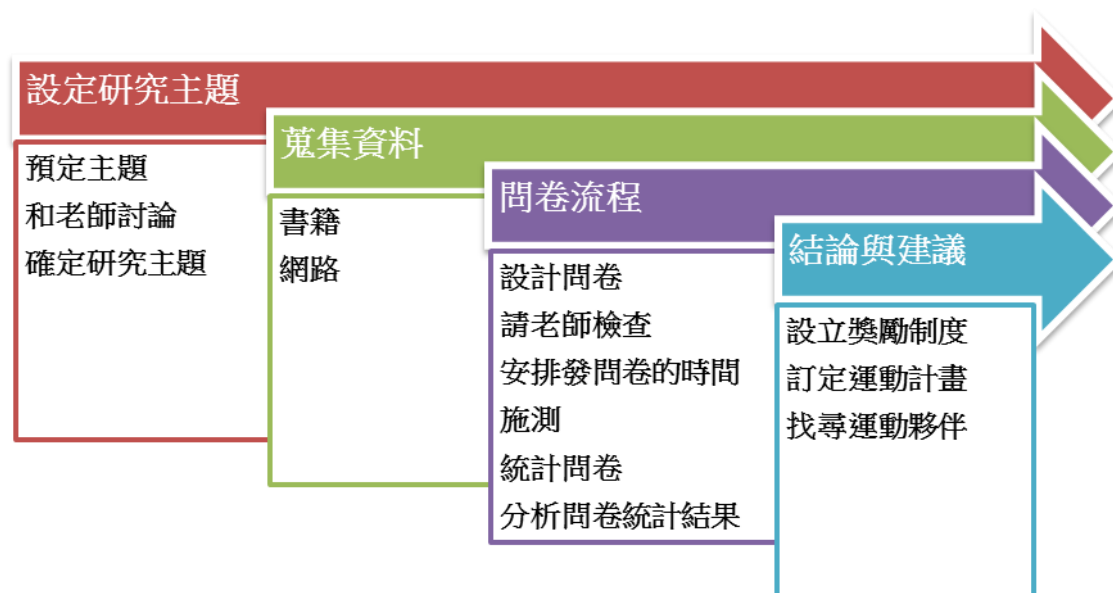 設定研究主題
預定主題
和老師討論
確定研究主題
蒐集資料
書籍
網路
問卷流程
設計問卷
請老師檢查
安排發問卷的時間
施測
統計問卷
分析問卷統計結果
結論與建議
設立獎勵制度
訂定運動計畫
找尋運動夥伴